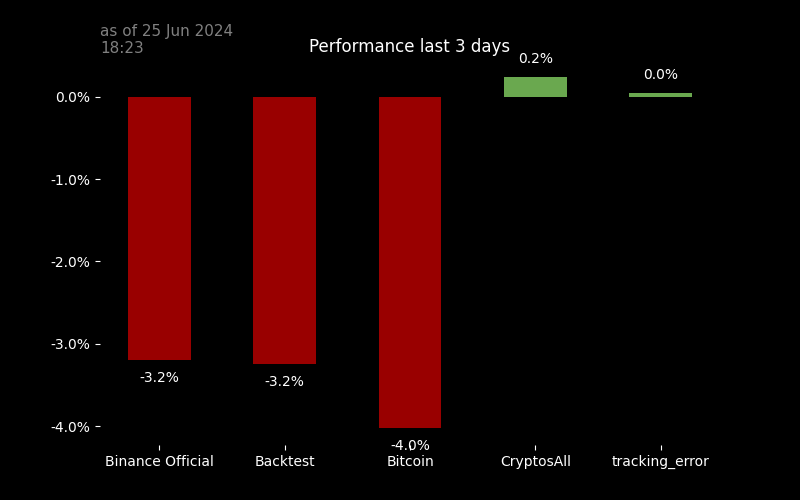 as of 25 Jun 2024
18:23
Performance last 3 days
0.2%
0.0%
0.0%
-1.0%
-2.0%
-3.0%
-3.2%
-3.2%
-4.0%
-4.0%
Binance Official
Backtest
Bitcoin
CryptosAll
tracking_error